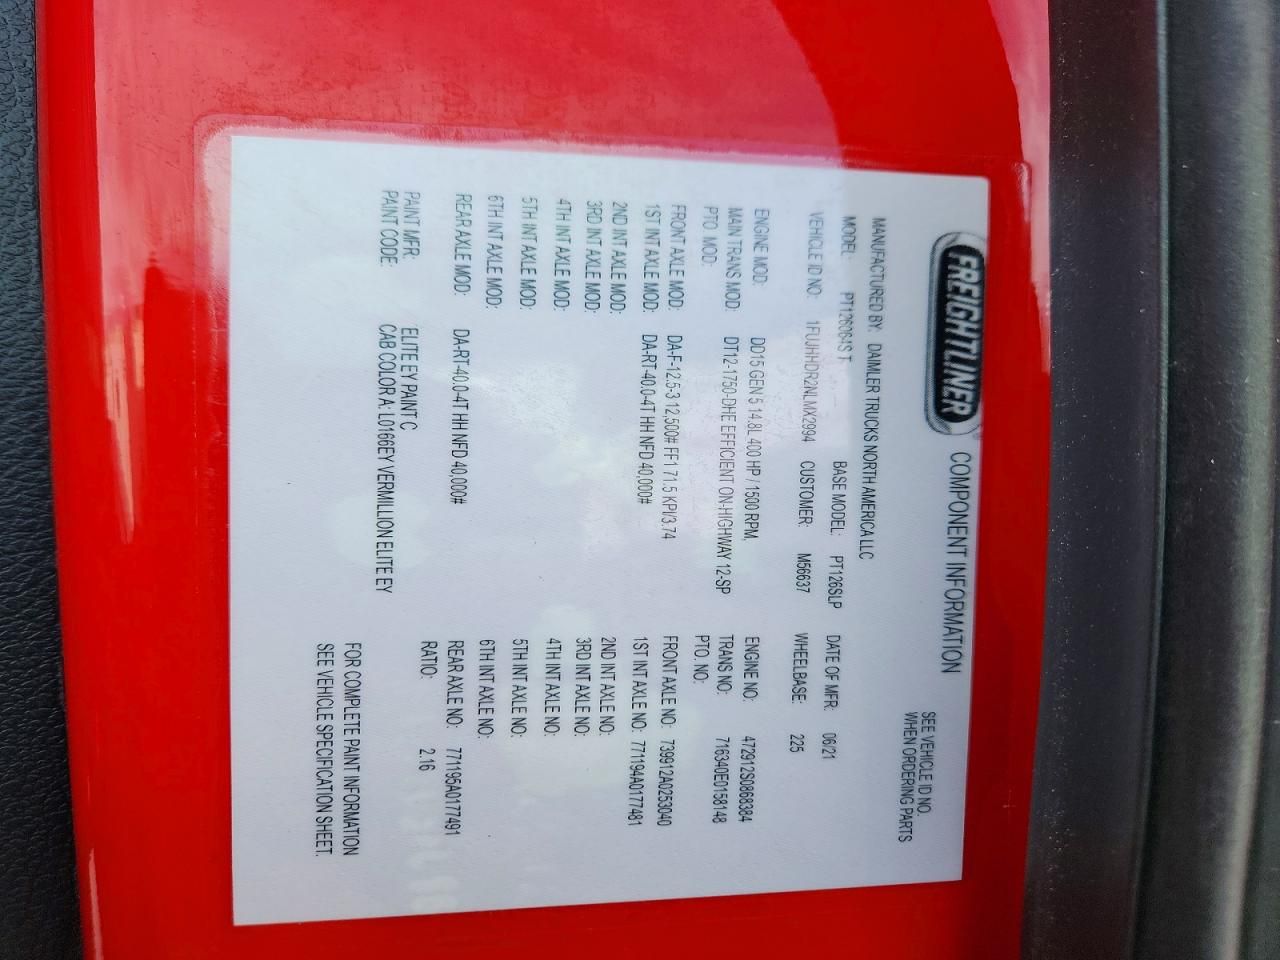 FREIGHTLINER® COMPONENT INFORMATION
SEE VEHICLE ID NO.
WHEN ORDERING PARTS
MANUFACTURED BY: DAIMLER TRUCKS NORTH AMERICA LLC
MODEL: PT126064ST BASE MODEL: PT126SLP DATE OF MFR: 06/21
VEHICLE ID NO: 1FUJHHDR2NLMX2994 CUSTOMER: M56637 WHEELBASE: 225
ENGINE MOD: DD15 GEN 5 14.8L 400 HP / 1500 RPM, ENGINE NO: 472912S0868384
MAIN TRANS MOD: DT12-1750-DHE EFFICIENT ON-HIGHWAY 12-SP TRANS NO: 716340E0158148
PTO. MOD: PTO. NO:
FRONT AXLE MOD: DA-F-12.5-3 12,500# FF1 71.5 KPI/3.74 FRONT AXLE NO: 739912A0253040
1ST INT AXLE MOD: DA-RT-40.0-4T HH NFD 40,000# 1ST INT AXLE NO: 771194A0177481
2ND INT AXLE MOD: 2ND INT AXLE NO:
3RD INT AXLE MOD: 3RD INT AXLE NO:
4TH INT AXLE MOD: 4TH INT AXLE NO:
5TH INT AXLE MOD: 5TH INT AXLE NO:
6TH INT AXLE MOD: 6TH INT AXLE NO:
REAR AXLE MOD: DA-RT-40.0-4T HH NFD 40,000# REAR AXLE NO: 771195A0177491
RATIO: 2.16
PAINT MFR: ELITE EY PAINT C
PAINT CODE: CAB COLOR A: L0166EY VERMILLION ELITE EY
FOR COMPLETE PAINT INFORMATION
SEE VEHICLE SPECIFICATION SHEET.